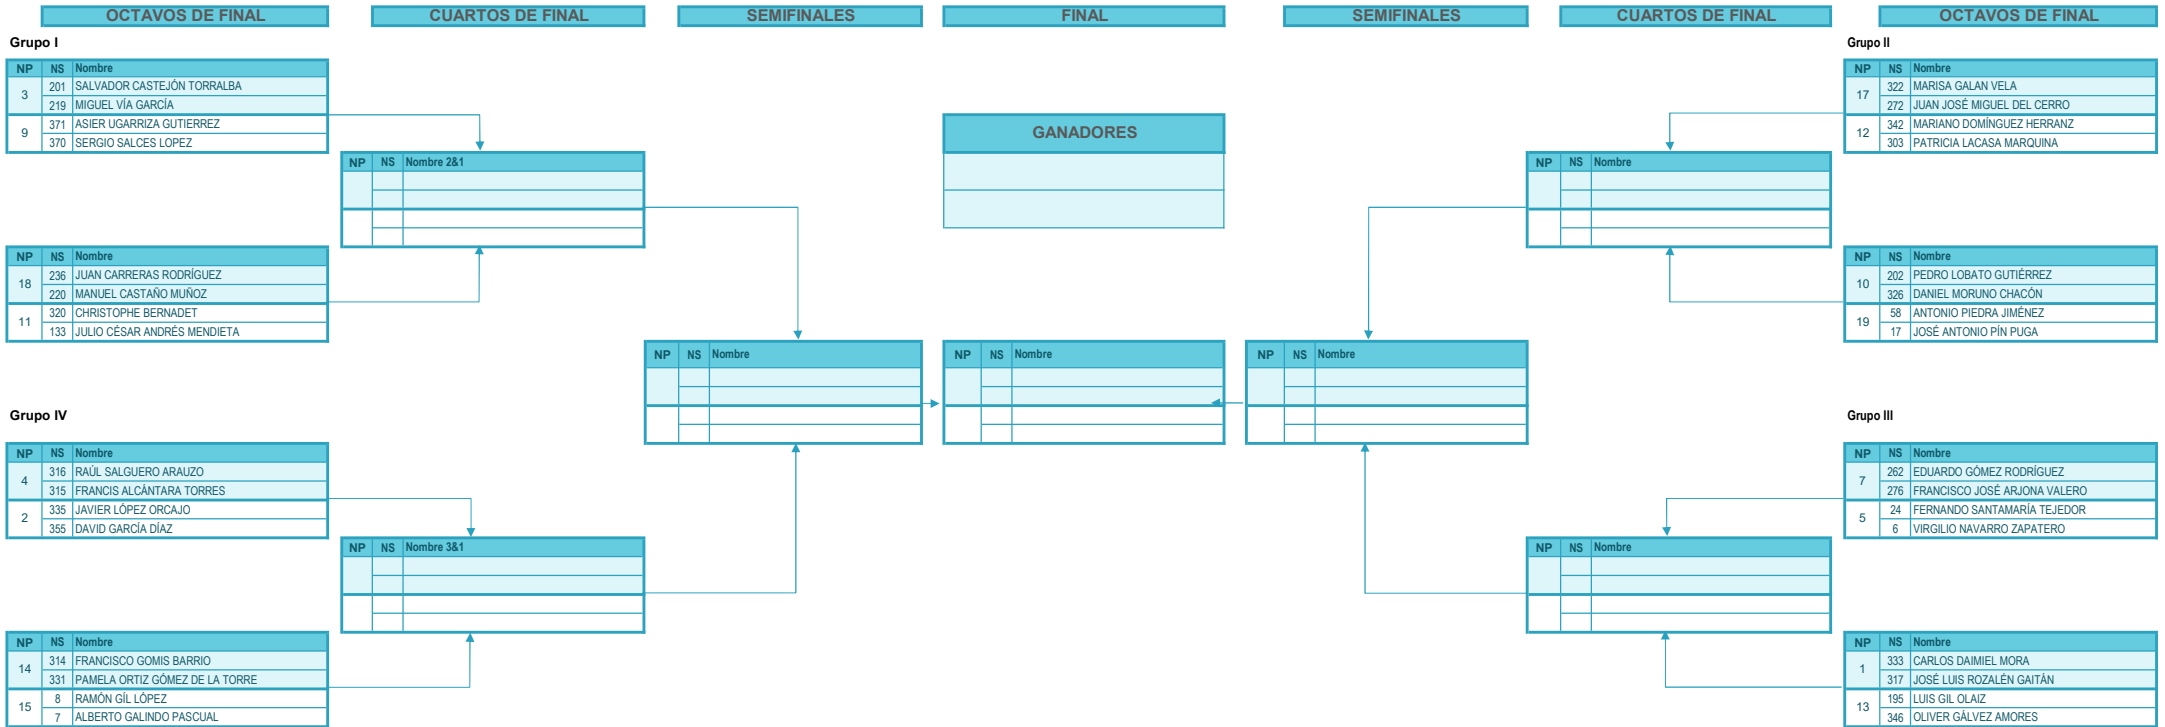 OCTAVOS DE FINAL
CUARTOS DE FINAL
SEMIFINALES
FINAL
SEMIFINALES
CUARTOS DE FINAL
OCTAVOS DE FINAL
Grupo I
NP NS Nombre
3 201 SALVADOR CASTEJÓN TORRALBA
219 MIGUEL VÍA GARCÍA
9 371 ASIER UGARRIZA GUTIERREZ
370 SERGIO SALCES LOPEZ
NP NS Nombre
18 236 JUAN CARRERAS RODRÍGUEZ
220 MANUEL CASTAÑO MUÑOZ
11 320 CHRISTOPHE BERNADET
133 JULIO CÉSAR ANDRÉS MENDIETA
Grupo IV
NP NS Nombre
4 316 RAÚL SALGUERO ARAUZO
315 FRANCIS ALCÁNTARA TORRES
2 335 JAVIER LÓPEZ ORCAJO
355 DAVID GARCÍA DÍAZ
NP NS Nombre
14 314 FRANCISCO GOMIS BARRIO
331 PAMELA ORTIZ GÓMEZ DE LA TORRE
15 8 RAMÓN GÍL LÓPEZ
7 ALBERTO GALINDO PASCUAL
NP NS Nombre 2&1
NP NS Nombre 3&1
NP NS Nombre
GANADORES
NP NS Nombre
NP NS Nombre
NP NS Nombre
NP NS Nombre
Grupo II
NP NS Nombre
17 322 MARISA GALAN VELA
272 JUAN JOSÉ MIGUEL DEL CERRO
12 342 MARIANO DOMÍNGUEZ HERRANZ
303 PATRICIA LACASA MARQUINA
NP NS Nombre
10 202 PEDRO LOBATO GUTIÉRREZ
326 DANIEL MORUNO CHACÓN
19 58 ANTONIO PIEDRA JIMÉNEZ
17 JOSÉ ANTONIO PÍN PUGA
Grupo III
NP NS Nombre
7 262 EDUARDO GÓMEZ RODRÍGUEZ
276 FRANCISCO JOSÉ ARJONA VALERO
5 24 FERNANDO SANTAMARÍA TEJEDOR
6 VIRGILIO NAVARRO ZAPATERO
NP NS Nombre
1 333 CARLOS DAIMIEL MORA
317 JOSÉ LUIS ROZALÉN GAITÁN
13 195 LUIS GIL OLAIZ
346 OLIVER GÁLVEZ AMORES